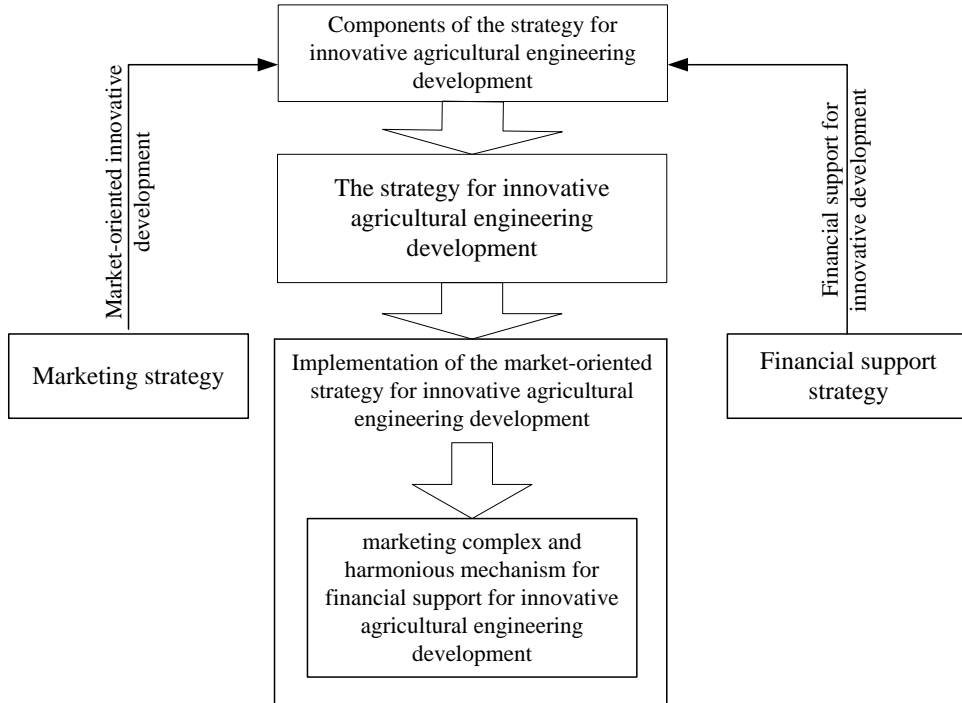 Components of the strategy for
innovative agricultural engineering
development
Market-oriented innovative
development
Financial support for
innovative development
The strategy for innovative
agricultural engineering
development
Marketing strategy
Financial support
strategy
Implementation of the market-oriented
strategy for innovative agricultural
engineering development
marketing complex and
harmonious mechanism for
financial support for innovative
agricultural engineering
development